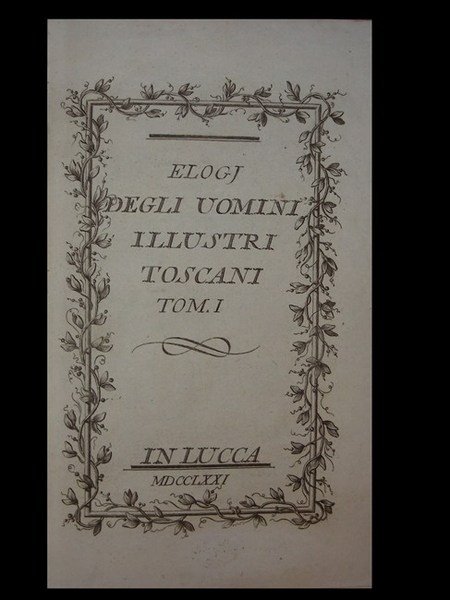 ELOGJ
DEGLI UOMINI
ILLUSTRI
TOSCANI
TOM. I
IN LUCCA
MDCCLXXI